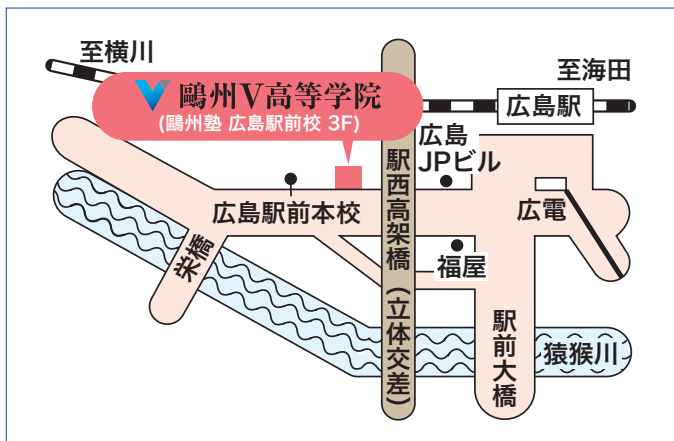 至横川
至海田
鷗州V高等学院
(鷗州塾 広島駅前校 3F)
広島駅
広島
JPビル
駅西高架橋(立体交差)
広島駅前本校
広電
栄橋
福屋
駅前大橋
猿猴川